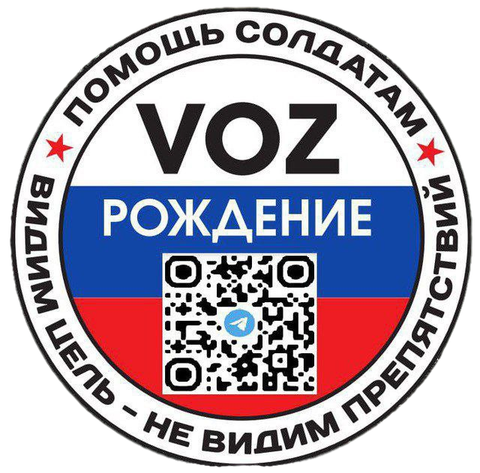 ПОМОЩЬ СОЛДАТАМ
VOZ
РОЖДЕНИЕ
ВИДИМ ЦЕЛЬ - НЕ ВИДИМ ПРЕПЯТСТВИЙ